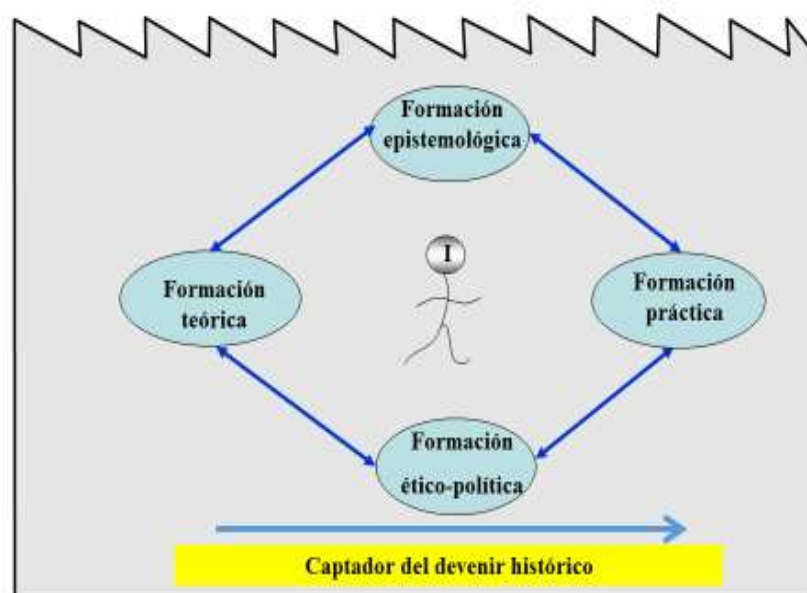 Formación
epistemológica
I
Formación
teórica
Formación
práctica
Formación
ético-política
Captador del devenir histórico